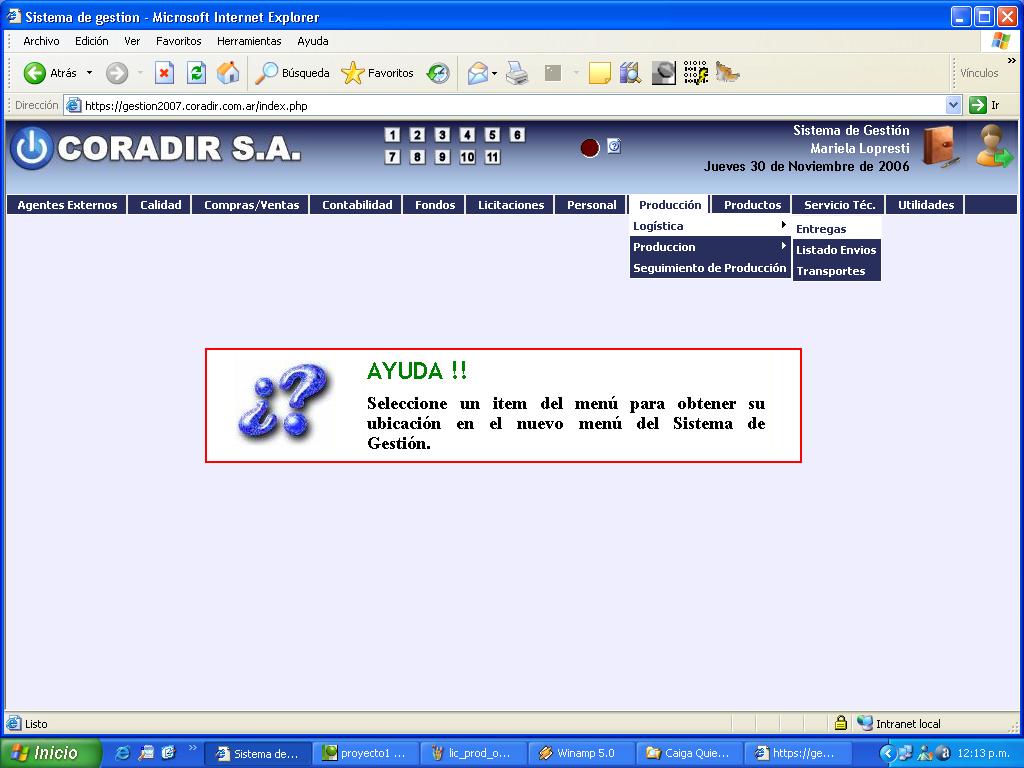 Sistema de gestion - Microsoft Internet Explorer
Archivo Edición Ver Favoritos Herramientas Ayuda
Atrás Búsqueda Favoritos Vínculos »
Dirección https://gestion2007.coradir.com.ar/index.php Ir
CORADIR S.A.
1 2 3 4 5 6
7 8 9 10 11
Sistema de Gestión
Mariela Lopresti
Jueves 30 de Noviembre de 2006
Agentes Externos Calidad Compras/Ventas Contabilidad Fondos Licitaciones Personal Producción Productos Servicio Téc. Utilidades
Logística
Produccion
Seguimiento de Producción
Entregas
Listado Envios
Transportes
¿?
AYUDA !!
Seleccione un item del menú para obtener su
ubicación en el nuevo menú del Sistema de
Gestión.
Listo Intranet local
Inicio » Sistema de... proyecto1 ... lic_prod_o... Winamp 5.0 Caiga Quie... https://ge... 12:13 p.m.